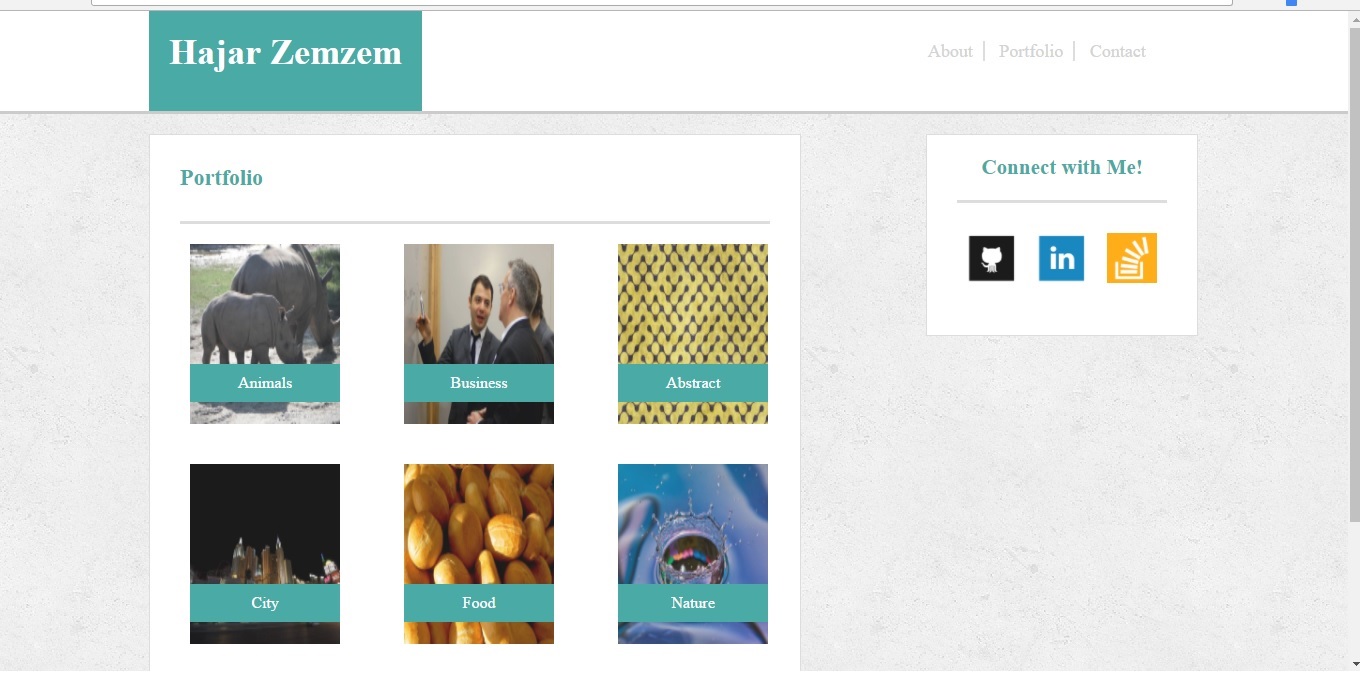 Hajar Zemzem
About
Portfolio
Contact
Portfolio
Animals
Business
Abstract
City
Food
Nature
Connect with Me!
in